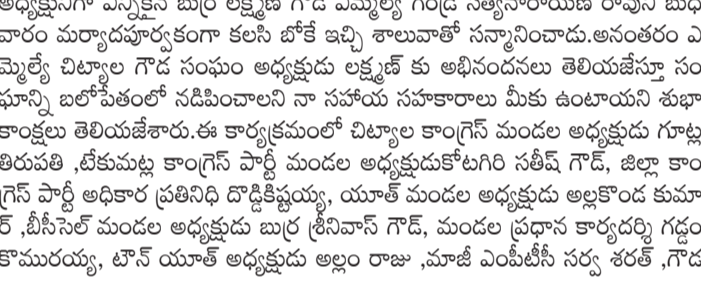 అధ్యక్షునిగా ఎన్నికైన బుర్ర లక్ష్మణ్ గౌడ్ ఎమ్మెల్యే గండ్ర సత్యనారాయణ రావుని బుధ
వారం మర్యాదపూర్వకంగా కలసి బోకే ఇచ్చి శాలువాతో సన్మానించాడు.అనంతరం ఎ
మ్మెల్యే చిట్యాల గౌడ సంఘం అధ్యక్షుడు లక్ష్మణ్ కు అభినందనలు తెలియజేస్తూ సం
ఘాన్ని బలోపేతంలో నడిపించాలని నా సహాయ సహకారాలు మీకు ఉంటాయని శుభా
కాంక్షలు తెలియజేశారు.ఈ కార్యక్రమంలో చిట్యాల కాంగ్రెస్ మండల అధ్యక్షుడు గూట్ల
తిరుపతి ,టేకుమట్ల కాంగ్రెస్ పార్టీ మండల అధ్యక్షుడుకోటగిరి సతీష్ గౌడ్, జిల్లా కాం
గ్రెస్ పార్టీ అధికార ప్రతినిధి దొడ్డికిష్టయ్య, యూత్ మండల అధ్యక్షుడు అల్లకొండ కుమా
ర్ ,బీసీసెల్ మండల అధ్యక్షుడు బుర్ర శ్రీనివాస్ గౌడ్, మండల ప్రధాన కార్యదర్శి గడ్డం
కొమురయ్య, టౌన్ యూత్ అధ్యక్షుడు అల్లం రాజు ,మాజీ ఎంపీటీసీ సర్వ శరత్ ,గౌడ